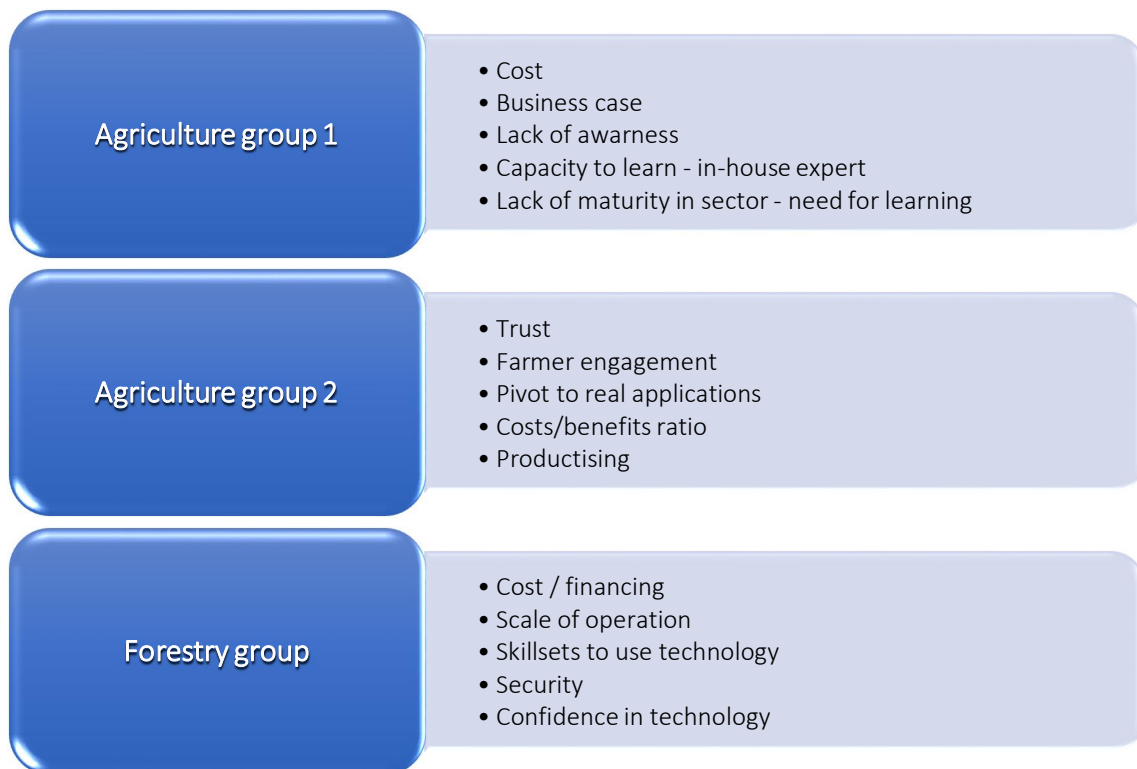 Agriculture group 1
• Cost
• Business case
• Lack of awarness
• Capacity to learn - in-house expert
• Lack of maturity in sector - need for learning
Agriculture group 2
• Trust
• Farmer engagement
• Pivot to real applications
• Costs/benefits ratio
• Productising
Forestry group
• Cost / financing
• Scale of operation
• Skillsets to use technology
• Security
• Confidence in technology